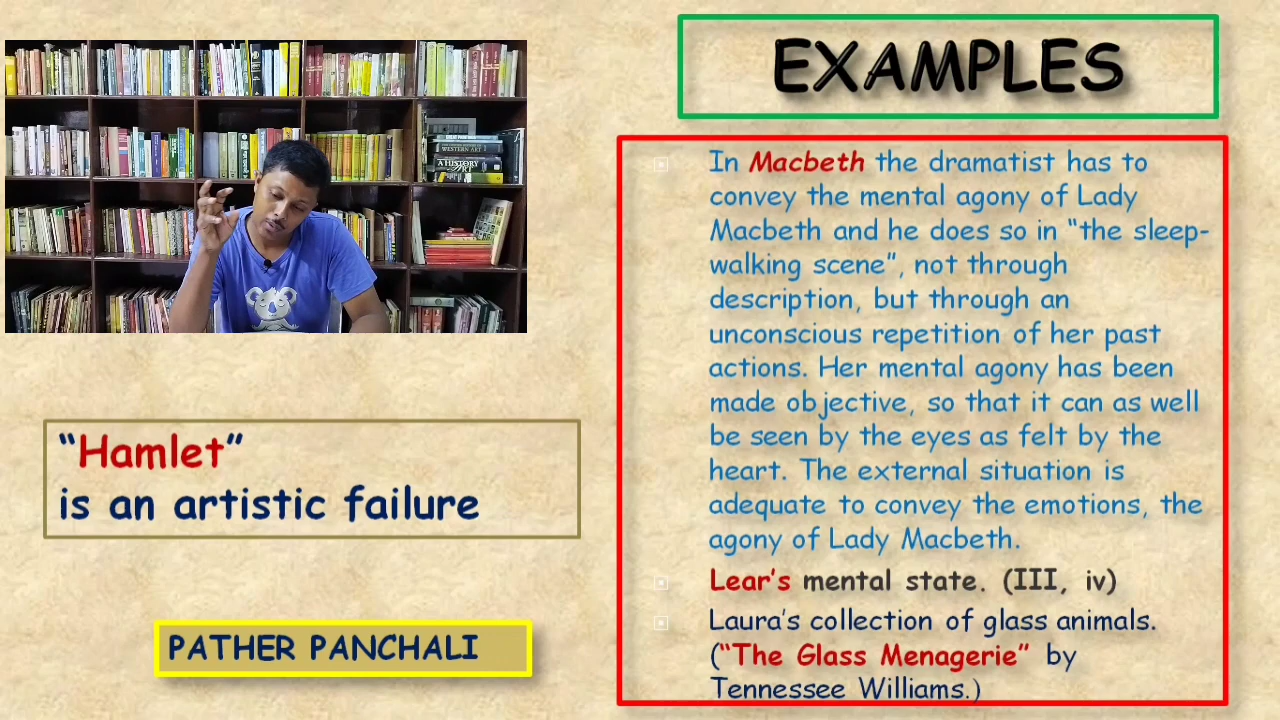 EXAMPLES
In Macbeth the dramatist has to
convey the mental agony of Lady
Macbeth and he does so in “the sleep-
walking scene”, not through
description, but through an
unconscious repetition of her past
actions. Her mental agony has been
made objective, so that it can as well
be seen by the eyes as felt by the
heart. The external situation is
adequate to convey the emotions, the
agony of Lady Macbeth.
Lear’s mental state. (III, iv)
Laura’s collection of glass animals.
(“The Glass Menagerie” by
Tennessee Williams.)
“Hamlet”
is an artistic failure
PATHER PANCHALI
WESTERN ART
A HISTORY